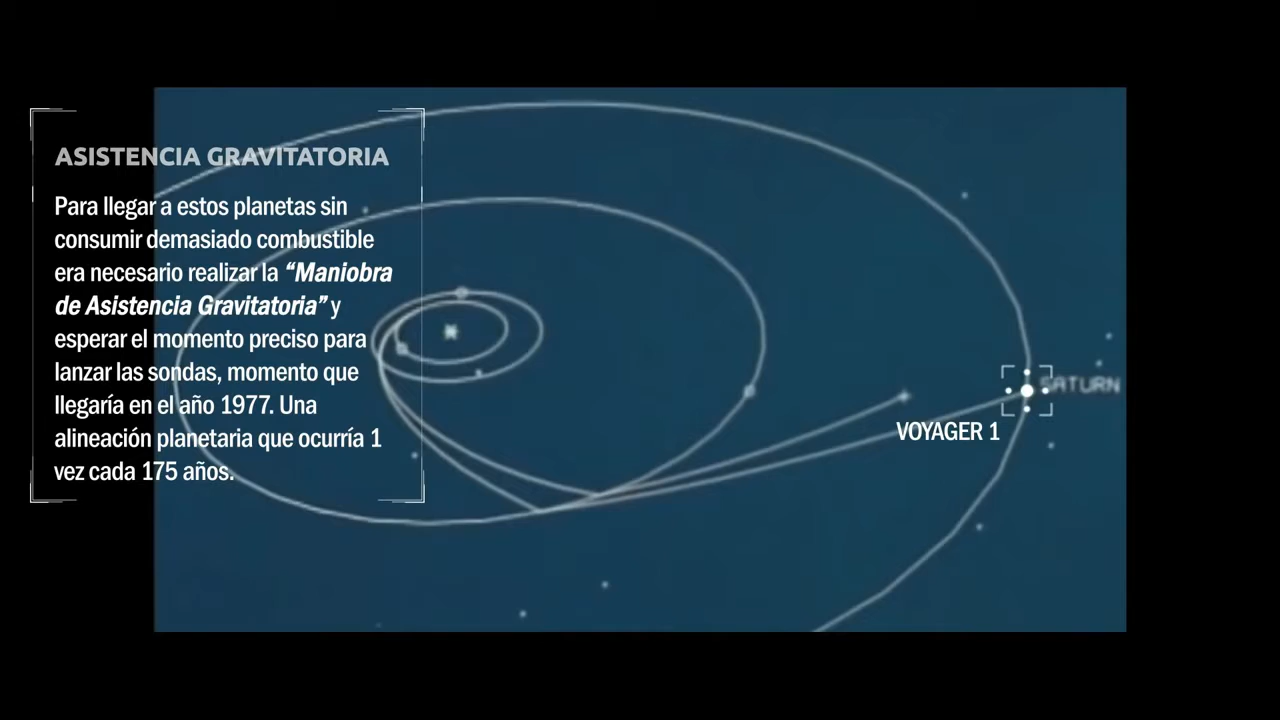 ASISTENCIA GRAVITATORIA
Para llegar a estos planetas sin
consumir demasiado combustible
era necesario realizar la “Maniobra
de Asistencia Gravitatoria” y
esperar el momento preciso para
lanzar las sondas, momento que
llegaría en el año 1977. Una
alineación planetaria que ocurría 1
vez cada 175 años.
SATURN
VOYAGER 1